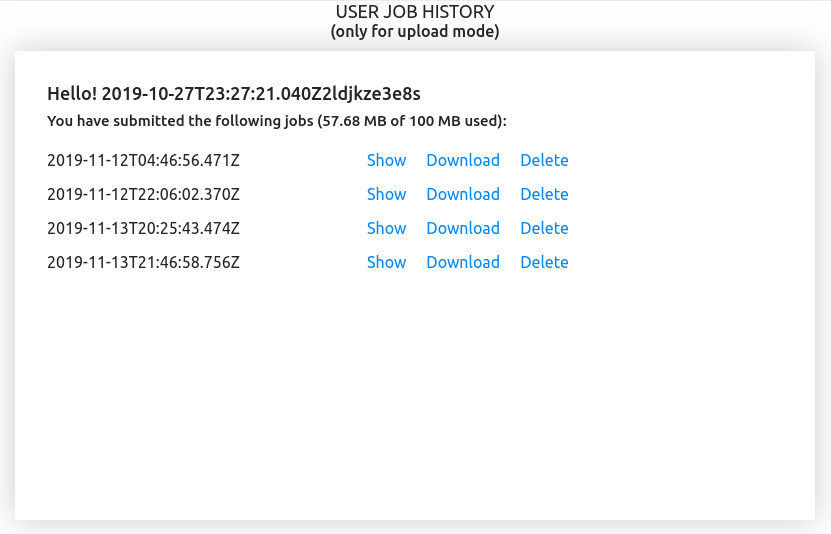 USER JOB HISTORY
(only for upload mode)
Hello! 2019-10-27T23:27:21.040Z2ldjkze3e8s
You have submitted the following jobs (57.68 MB of 100 MB used):
2019-11-12T04:46:56.471Z Show Download Delete
2019-11-12T22:06:02.370Z Show Download Delete
2019-11-13T20:25:43.474Z Show Download Delete
2019-11-13T21:46:58.756Z Show Download Delete